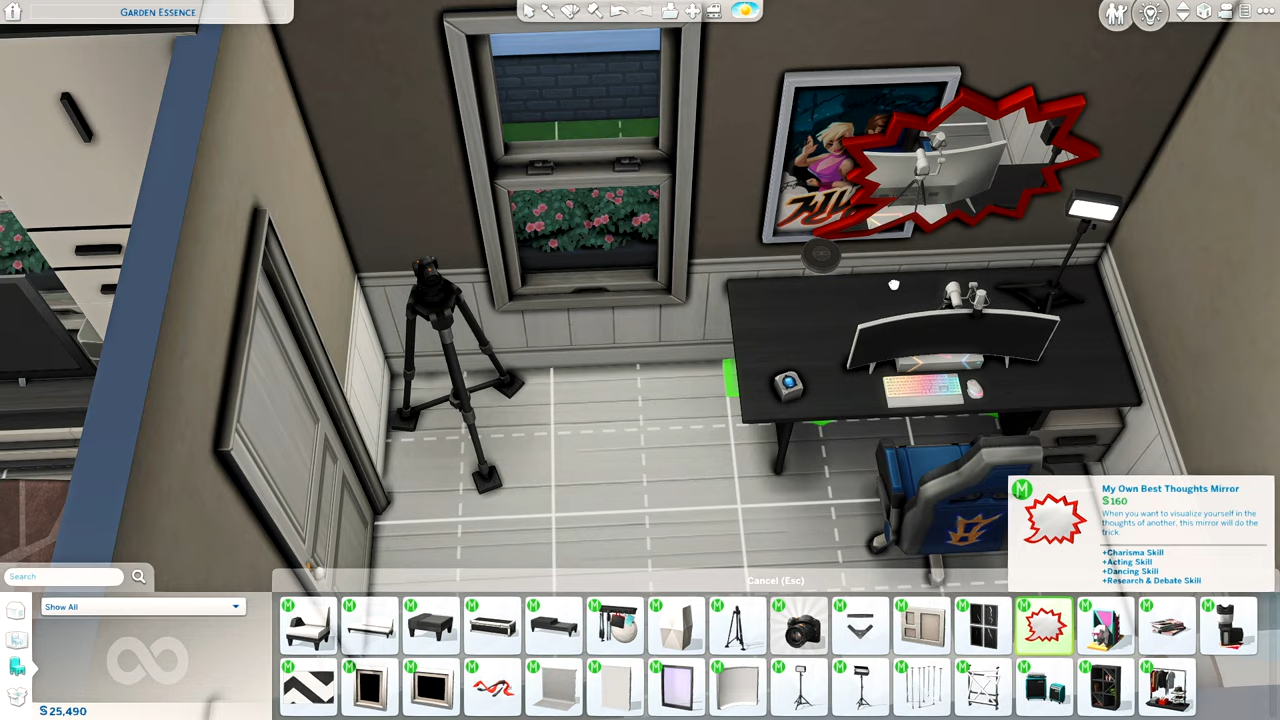 Garden Essence
My Own Best Thoughts Mirror
§160
When you want to visualize yourself in the
thoughts of another, this mirror will do the
trick.
+Charisma Skill
+Acting Skill
+Dancing Skill
+Research & Debate Skill
Cancel (Esc)
Search
Show All
§25,490